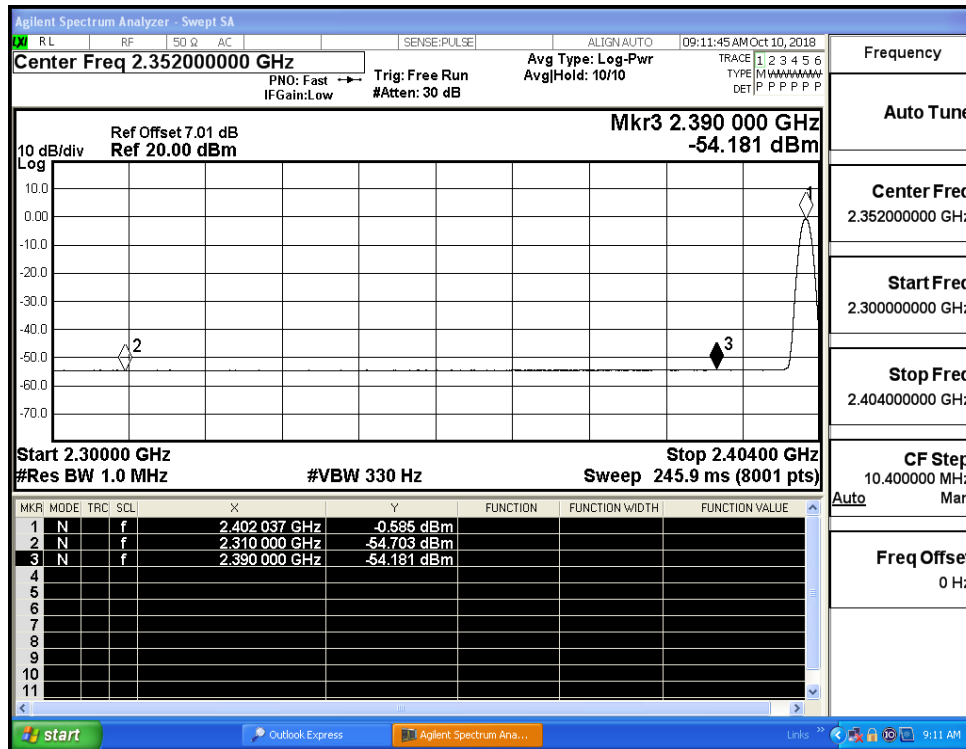 Agilent Spectrum Analyzer - Swept SA
LXI RL RF 50 Ω AC SENSE:PULSE ALIGN AUTO 09:11:45 AM Oct 10, 2018
Center Freq 2.352000000 GHz
PNO: Fast Trig: Free Run
IFGain:Low #Atten: 30 dB
Avg Type: Log-Pwr
Avg|Hold: 10/10
TRACE 1 2 3 4 5 6
TYPE M
DET P P P P P P
Ref Offset 7.01 dB
10 dB/div Ref 20.00 dBm
Log
Mkr3 2.390 000 GHz
-54.181 dBm
10.0
0.00
-10.0
-20.0
-30.0
-40.0
-50.0
-60.0
-70.0
1
2
3
Start 2.30000 GHz Stop 2.40400 GHz
#Res BW 1.0 MHz #VBW 330 Hz Sweep 245.9 ms (8001 pts)
MKR MODE TRC SCL X Y FUNCTION FUNCTION WIDTH FUNCTION VALUE
1 N f 2.402 037 GHz -0.585 dBm
2 N f 2.310 000 GHz -54.703 dBm
3 N f 2.390 000 GHz -54.181 dBm
4
5
6
7
8
9
10
11
Frequency
Auto Tune
Center Freq
2.352000000 GHz
Start Freq
2.300000000 GHz
Stop Freq
2.404000000 GHz
CF Step
10.400000 MHz
Auto Man
Freq Offset
0 Hz
start Outlook Express Agilent Spectrum Ana... Links » 9:11 AM